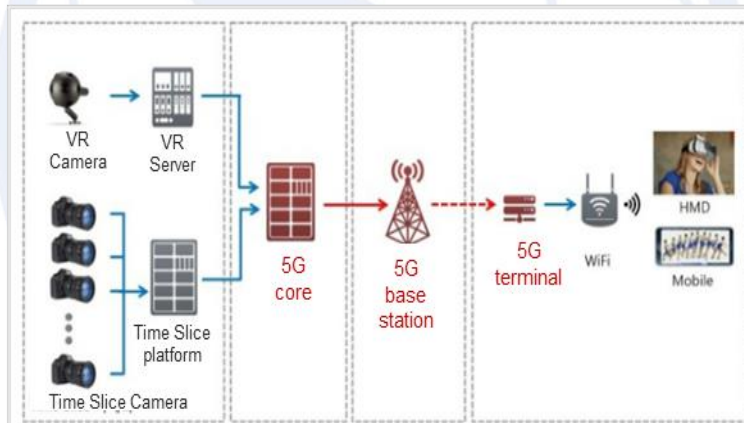 VR
Camera
VR
Server
Time Slice
platform
Time Slice Camera
5G
core
5G
base
station
5G
terminal
WiFi
HMD
Mobile